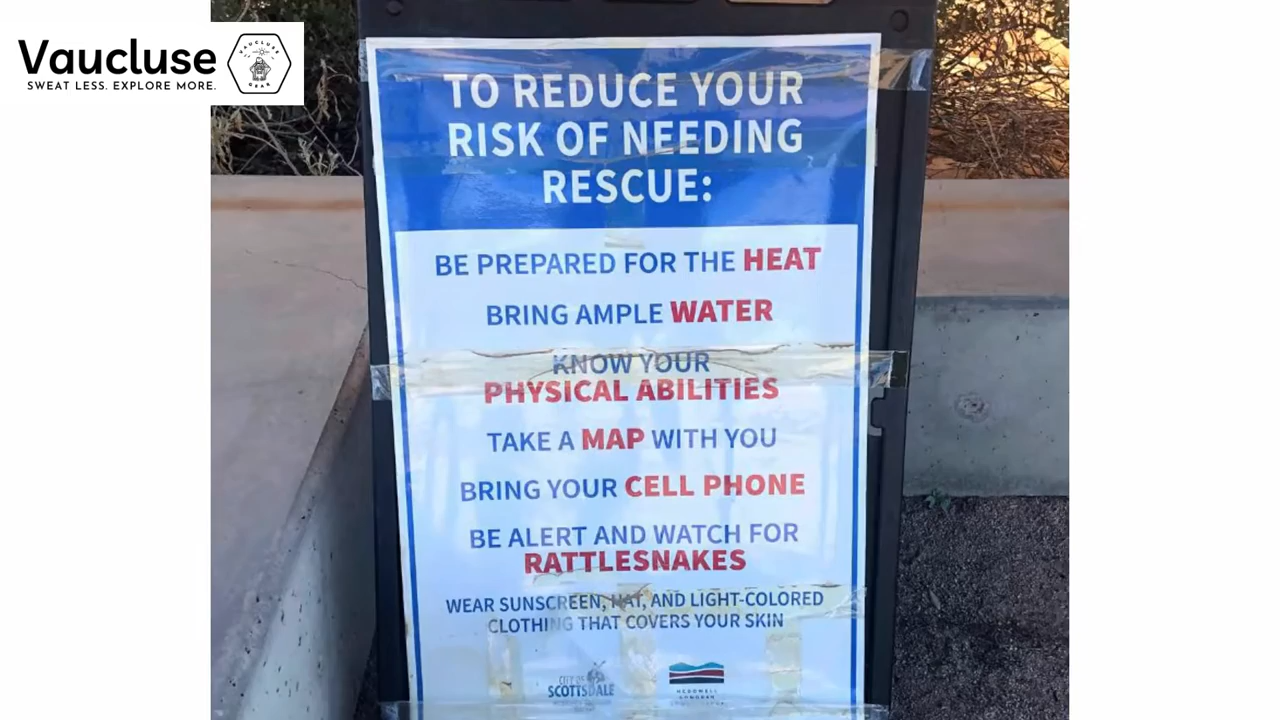 Vaucluse
SWEAT LESS. EXPLORE MORE.
VAUCLUSE
GEAR
TO REDUCE YOUR
RISK OF NEEDING
RESCUE:
BE PREPARED FOR THE HEAT
BRING AMPLE WATER
KNOW YOUR
PHYSICAL ABILITIES
TAKE A MAP WITH YOU
BRING YOUR CELL PHONE
BE ALERT AND WATCH FOR
RATTLESNAKES
WEAR SUNSCREEN, HAT, AND LIGHT-COLORED
CLOTHING THAT COVERS YOUR SKIN
CITY OF
SCOTTSDALE
MCDOWELL
SONORAN